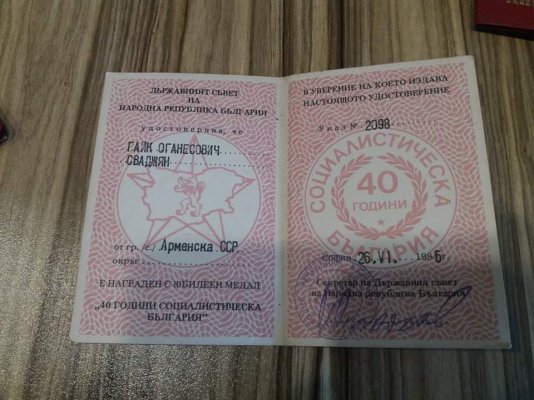 ДЪРЖАВНИЯТ СЪВЕТ
НА
НАРОДНА РЕПУБЛИКА БЪЛГАРИЯ
удостоверява, че
ГАЙК ОГАНЕСОВИЧ
СВАДЖЯН
от гр. /с./ Арменска ССР
окръг
Е НАГРАДЕН С ЮБИЛЕЕН МЕДАЛ
"40 ГОДИНИ СОЦИАЛИСТИЧЕСКА
БЪЛГАРИЯ"
В УВЕРЕНИЕ НА КОЕТО ИЗДАВА
НАСТОЯЩОТО УДОСТОВЕРЕНИЕ
Указ № 2098
СОЦИАЛИСТИЧЕСКА
40
ГОДИНИ
БЪЛГАРИЯ
София 26.VI. 1985г
Секретар на Държавния съвет
на Народна република България